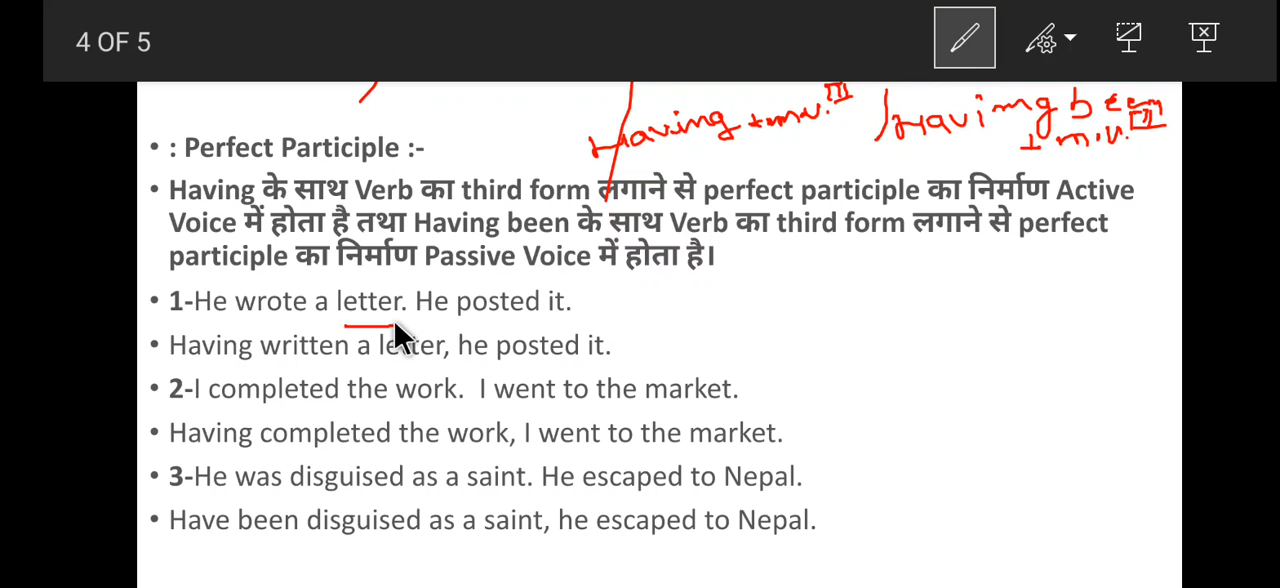 4 OF 5
Having + m.v. III Having been
+ m.v. III
• : Perfect Participle :-
• Having के साथ Verb का third form लगाने से perfect participle का निर्माण Active
Voice में होता है तथा Having been के साथ Verb का third form लगाने से perfect
participle का निर्माण Passive Voice में होता है।
• 1-He wrote a letter. He posted it.
• Having written a letter, he posted it.
• 2-I completed the work.  I went to the market.
• Having completed the work, I went to the market.
• 3-He was disguised as a saint. He escaped to Nepal.
• Have been disguised as a saint, he escaped to Nepal.